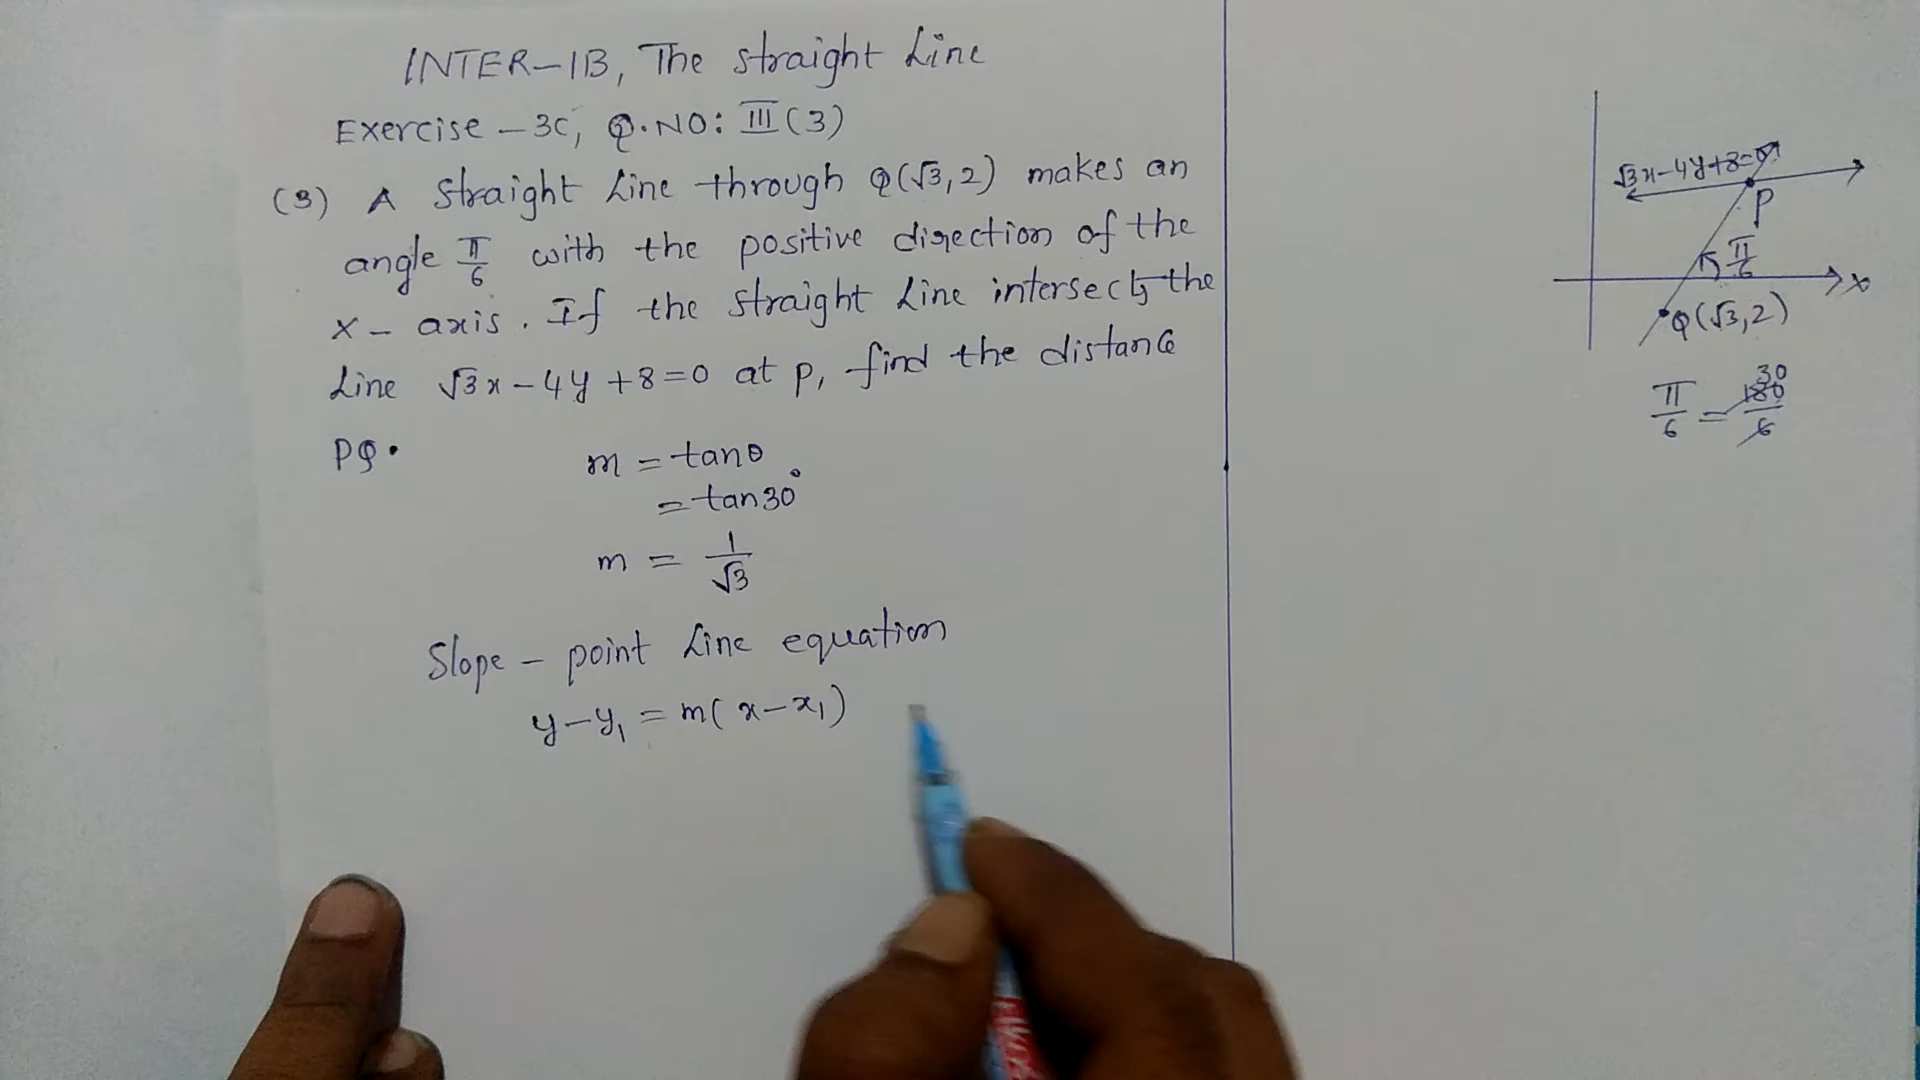 INTER-1B, The straight Line
Exercise - 3C, Q.NO: III (3)
(3) A straight Line through Q(√3,2) makes an
angle π/6 with the positive direction of the
X - axis. If the straight Line intersects the
Line √3x-4y+8=0 at p, find the distance
PQ.
m = tanθ
= tan30°
m = 1/√3
Slope - point Line equation
y-y₁ = m(x-x₁)
√3x-4y+8=0
P
π/6
X
Q(√3,2)
30
π/6 = 180/6